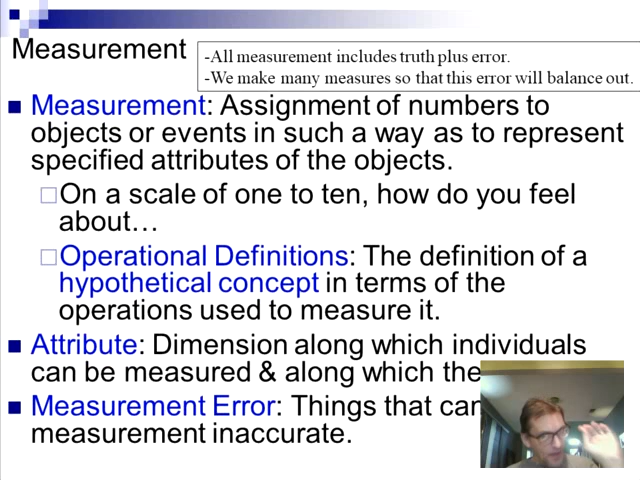 Measurement
-All measurement includes truth plus error.
-We make many measures so that this error will balance out.
Measurement: Assignment of numbers to
objects or events in such a way as to represent
specified attributes of the objects.
On a scale of one to ten, how do you feel
about…
Operational Definitions: The definition of a
hypothetical concept in terms of the
operations used to measure it.
Attribute: Dimension along which individuals
can be measured & along which the
Measurement Error: Things that can
measurement inaccurate.